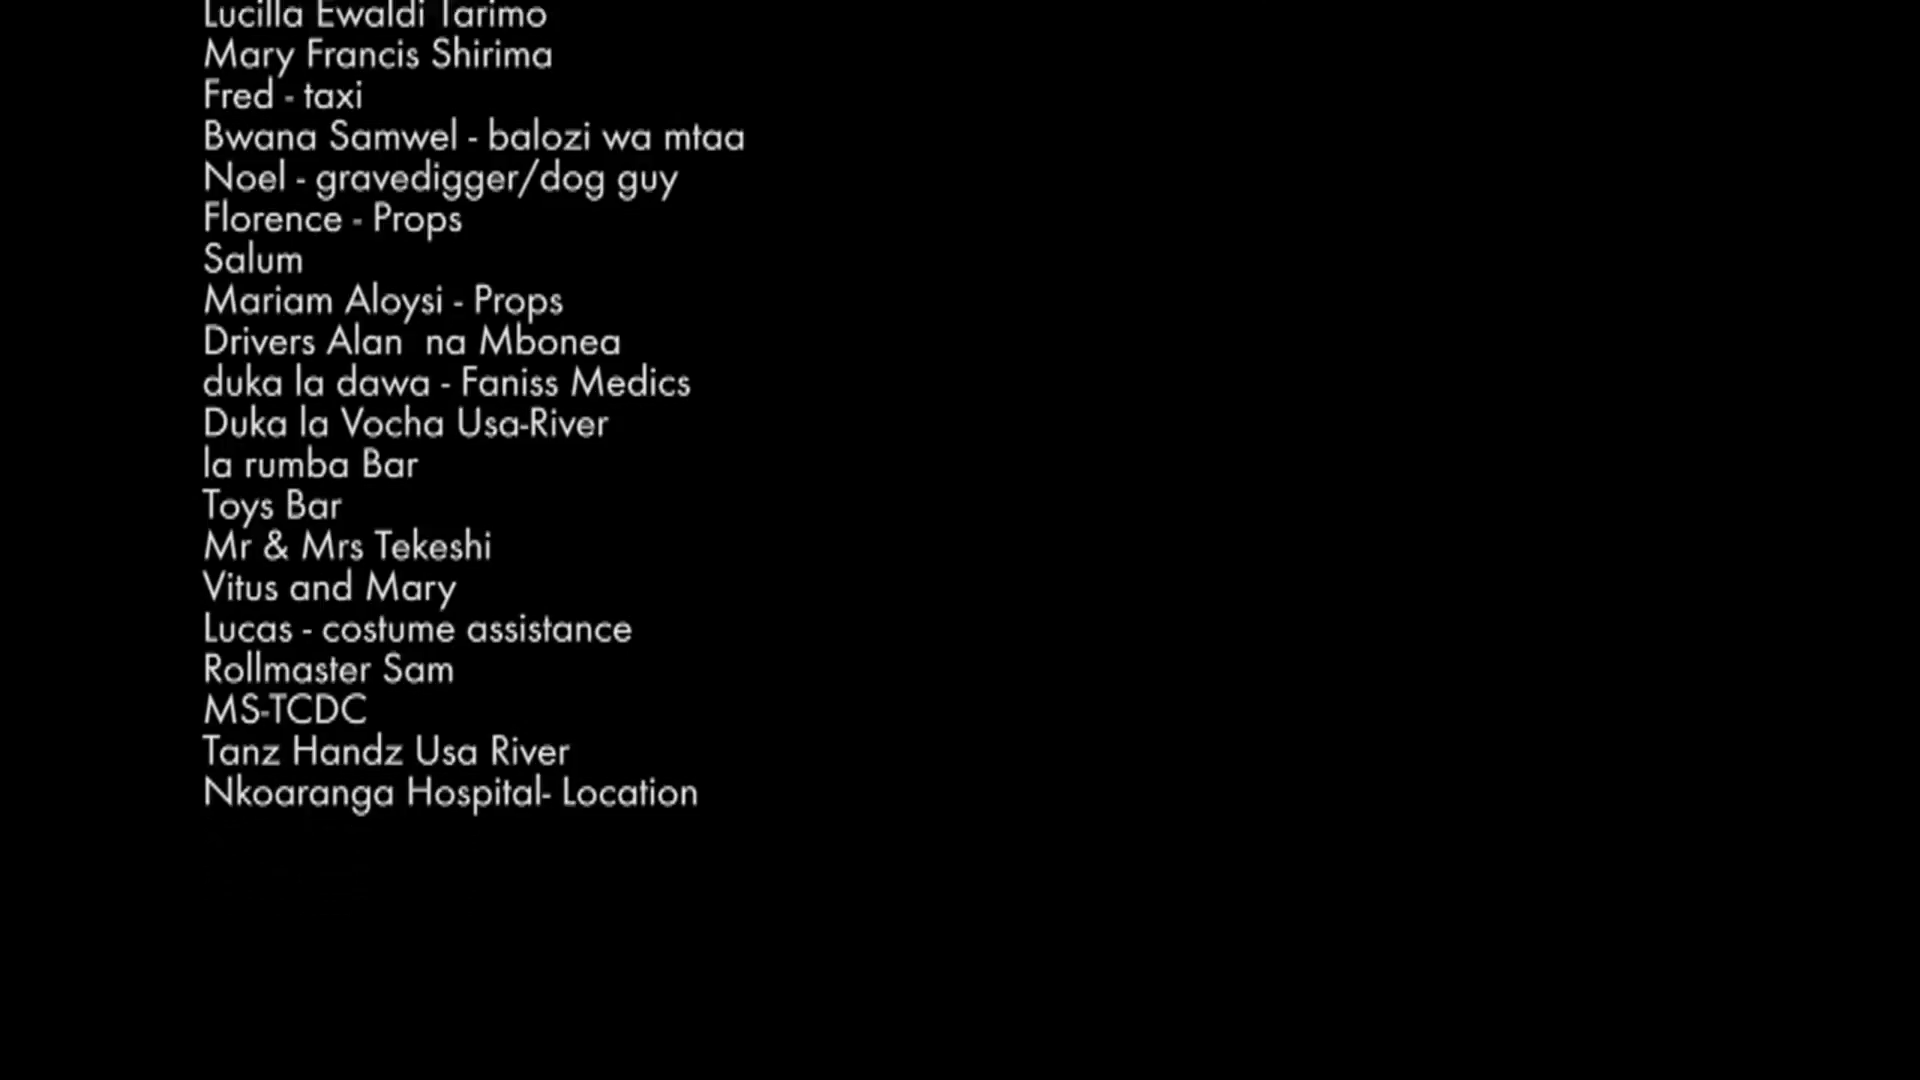 Lucilla Ewaldi Tarimo
Mary Francis Shirima
Fred - taxi
Bwana Samwel - balozi wa mtaa
Noel - gravedigger/dog guy
Florence - Props
Salum
Mariam Aloysi - Props
Drivers Alan  na Mbonea
duka la dawa - Faniss Medics
Duka la Vocha Usa-River
la rumba Bar
Toys Bar
Mr & Mrs Tekeshi
Vitus and Mary
Lucas - costume assistance
Rollmaster Sam
MS-TCDC
Tanz Handz Usa River
Nkoaranga Hospital- Location